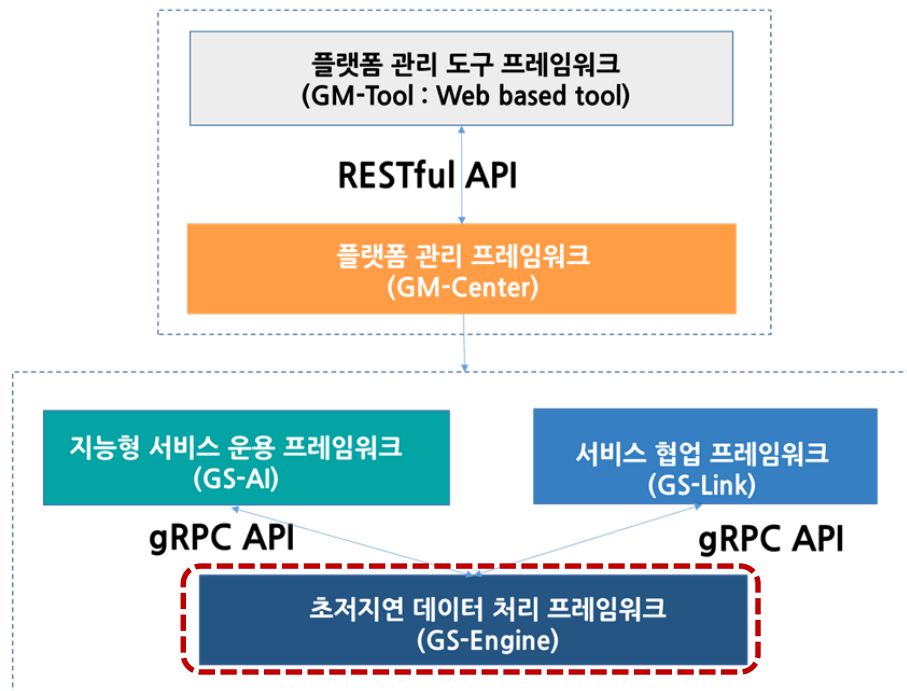 플랫폼 관리 도구 프레임워크
(GM-Tool : Web based tool)
RESTful API
플랫폼 관리 프레임워크
(GM-Center)
지능형 서비스 운용 프레임워크
(GS-AI)
서비스 협업 프레임워크
(GS-Link)
gRPC API
gRPC API
초저지연 데이터 처리 프레임워크
(GS-Engine)